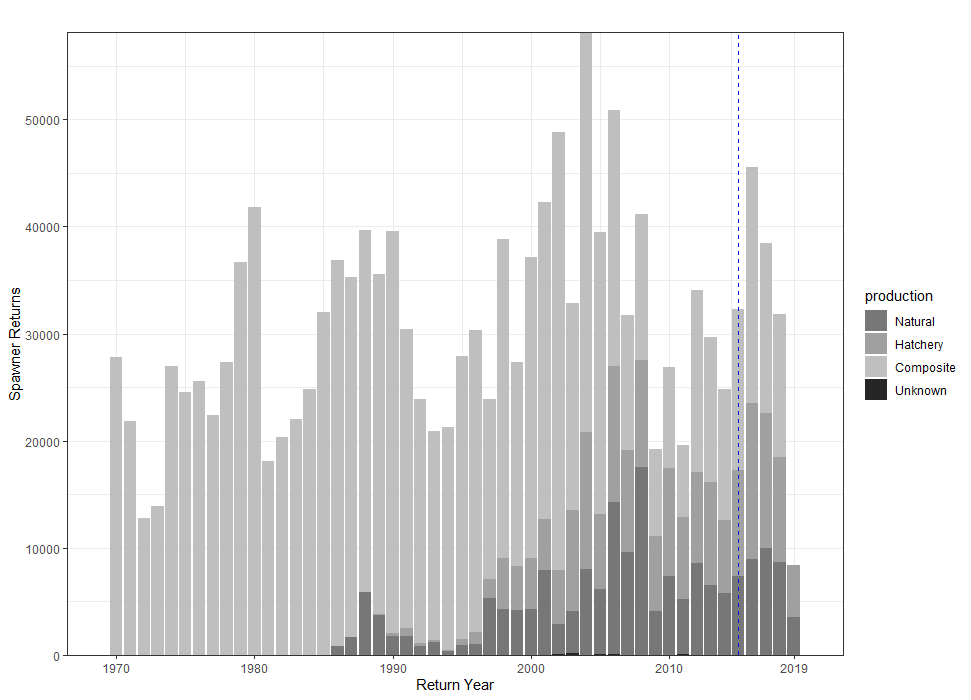 50000
40000
30000
20000
10000
0
Spawner Returns
1970
1980
1990
2000
2010
2019
Return Year
production
Natural
Hatchery
Composite
Unknown